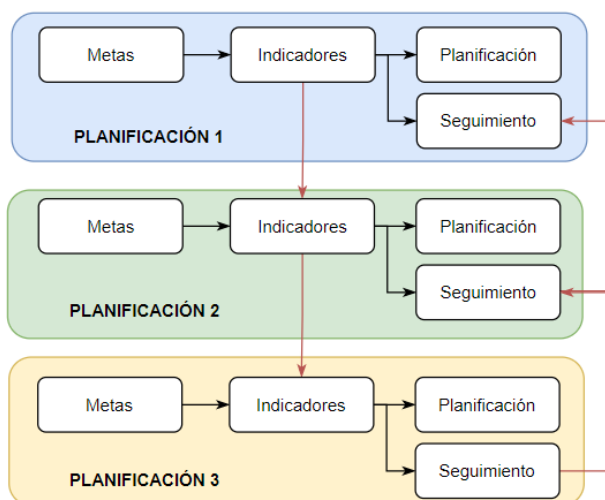 Metas
Indicadores
Planificación
Seguimiento
PLANIFICACIÓN 1
Metas
Indicadores
Planificación
Seguimiento
PLANIFICACIÓN 2
Metas
Indicadores
Planificación
Seguimiento
PLANIFICACIÓN 3